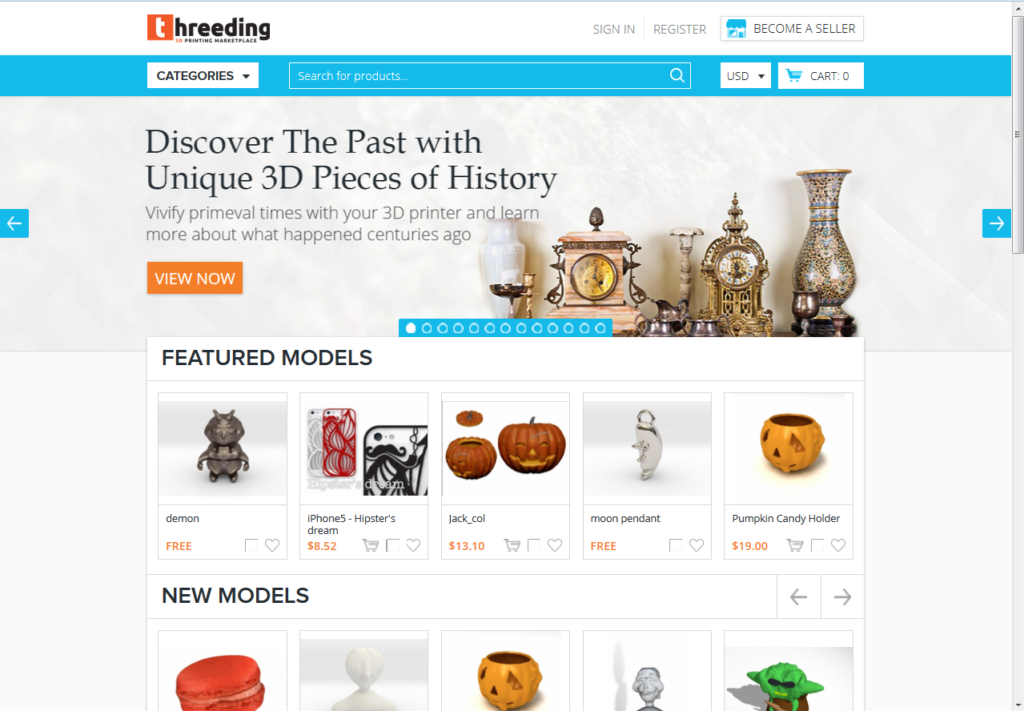 threeding
3D PRINTING MARKETPLACE
SIGN IN
REGISTER
BECOME A SELLER
CATEGORIES
Search for products...
USD
CART: 0
Discover The Past with
Unique 3D Pieces of History
Vivify primeval times with your 3D printer and learn
more about what happened centuries ago
VIEW NOW
FEATURED MODELS
Hipster's dream
demon
FREE
iPhone5 - Hipster's
dream
$8.52
Jack_col
$13.10
moon pendant
FREE
Pumpkin Candy Holder
$19.00
NEW MODELS